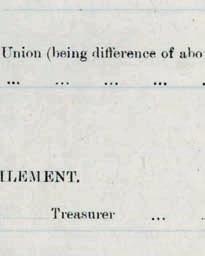 Union (being difference of abo
... ... ... ... .
ILEMENT.
Treasurer ... .